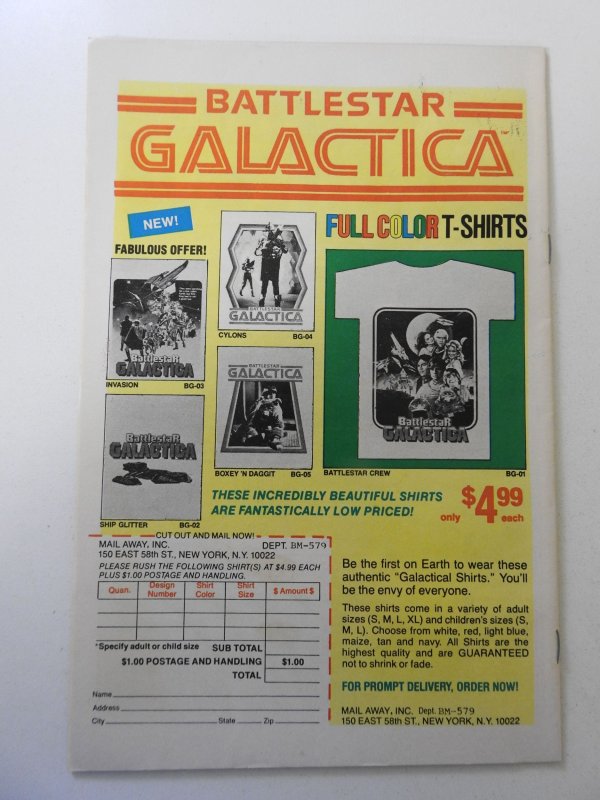 BATTLESTAR
GALACTICA™
NEW!
FABULOUS OFFER!
FULL COLOR T-SHIRTS
Battlestar
GALACTICA
INVASION BG-03
BATTLESTAR
GALACTICA
CYLONS BG-04
Battlestar
GALACTICA
SHIP GLITTER BG-02
BATTLESTAR
GALACTICA
BOXEY 'N DAGGIT BG-05
Battlestar
GALACTICA
BATTLESTAR CREW BG-01
THESE INCREDIBLY BEAUTIFUL SHIRTS
ARE FANTASTICALLY LOW PRICED!
only $4.99 each
CUT OUT AND MAIL NOW!
MAIL AWAY, INC. DEPT. BM-579
150 EAST 58th ST., NEW YORK, N.Y. 10022
PLEASE RUSH THE FOLLOWING SHIRT(S) AT $4.99 EACH
PLUS $1.00 POSTAGE AND HANDLING.
Quan. Design Number Shirt Color Shirt Size $ Amount $
*Specify adult or child size SUB TOTAL
$1.00 POSTAGE AND HANDLING $1.00
TOTAL
Name
Address
City State Zip
Be the first on Earth to wear these
authentic "Galactical Shirts." You'll
be the envy of everyone.
These shirts come in a variety of adult
sizes (S, M, L, XL) and children's sizes (S,
M, L). Choose from white, red, light blue,
maize, tan and navy. All Shirts are the
highest quality and are GUARANTEED
not to shrink or fade.
FOR PROMPT DELIVERY, ORDER NOW!
MAIL AWAY, INC. Dept. BM-579
150 EAST 58th ST., NEW YORK, N.Y. 10022